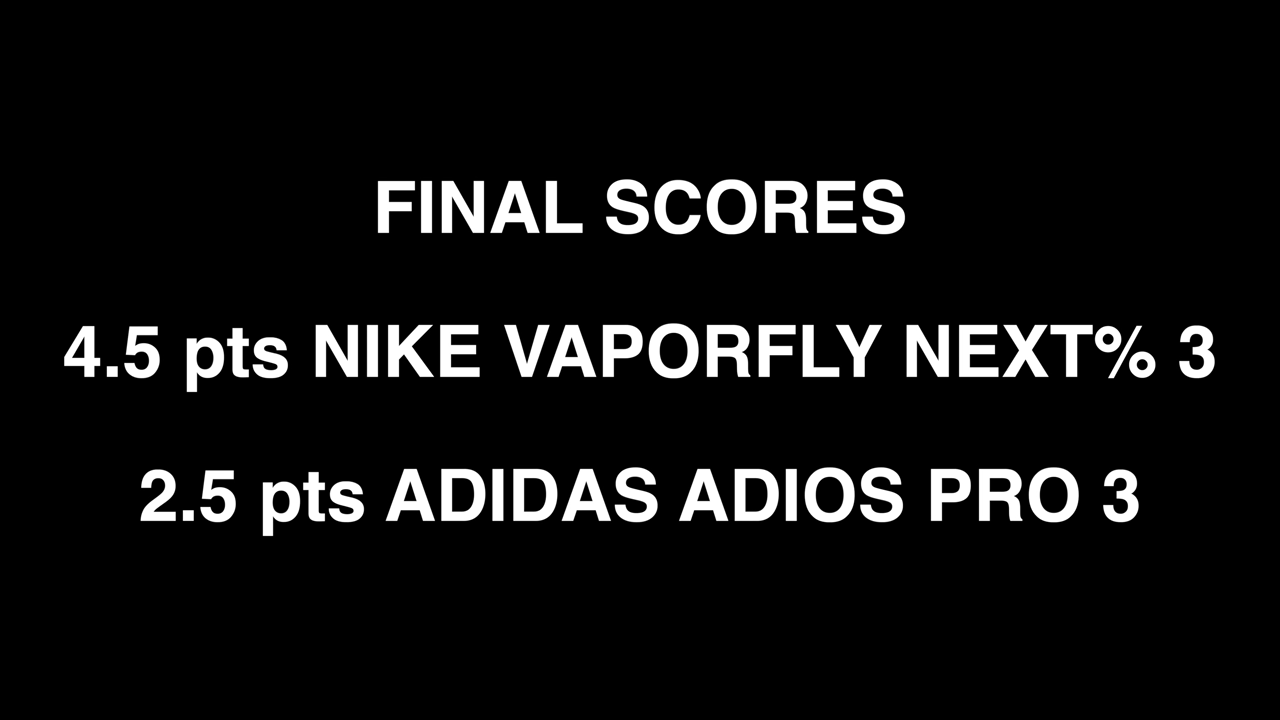 FINAL SCORES
4.5 pts NIKE VAPORFLY NEXT% 3
2.5 pts ADIDAS ADIOS PRO 3